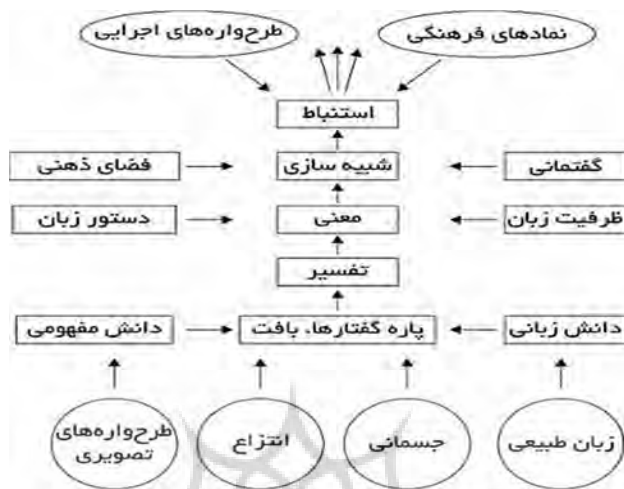 نمادهای فرهنگی
طرح‌واره‌های اجرایی
استنباط
گفتمانی
شبیه سازی
فضای ذهنی
ظرفیت زبان
معنی
دستور زبان
تفسیر
دانش زبانی
پاره گفتارها، بافت
دانش مفهومی
زبان طبیعی
جسمانی
انتزاع
طرح‌واره‌های
تصویری